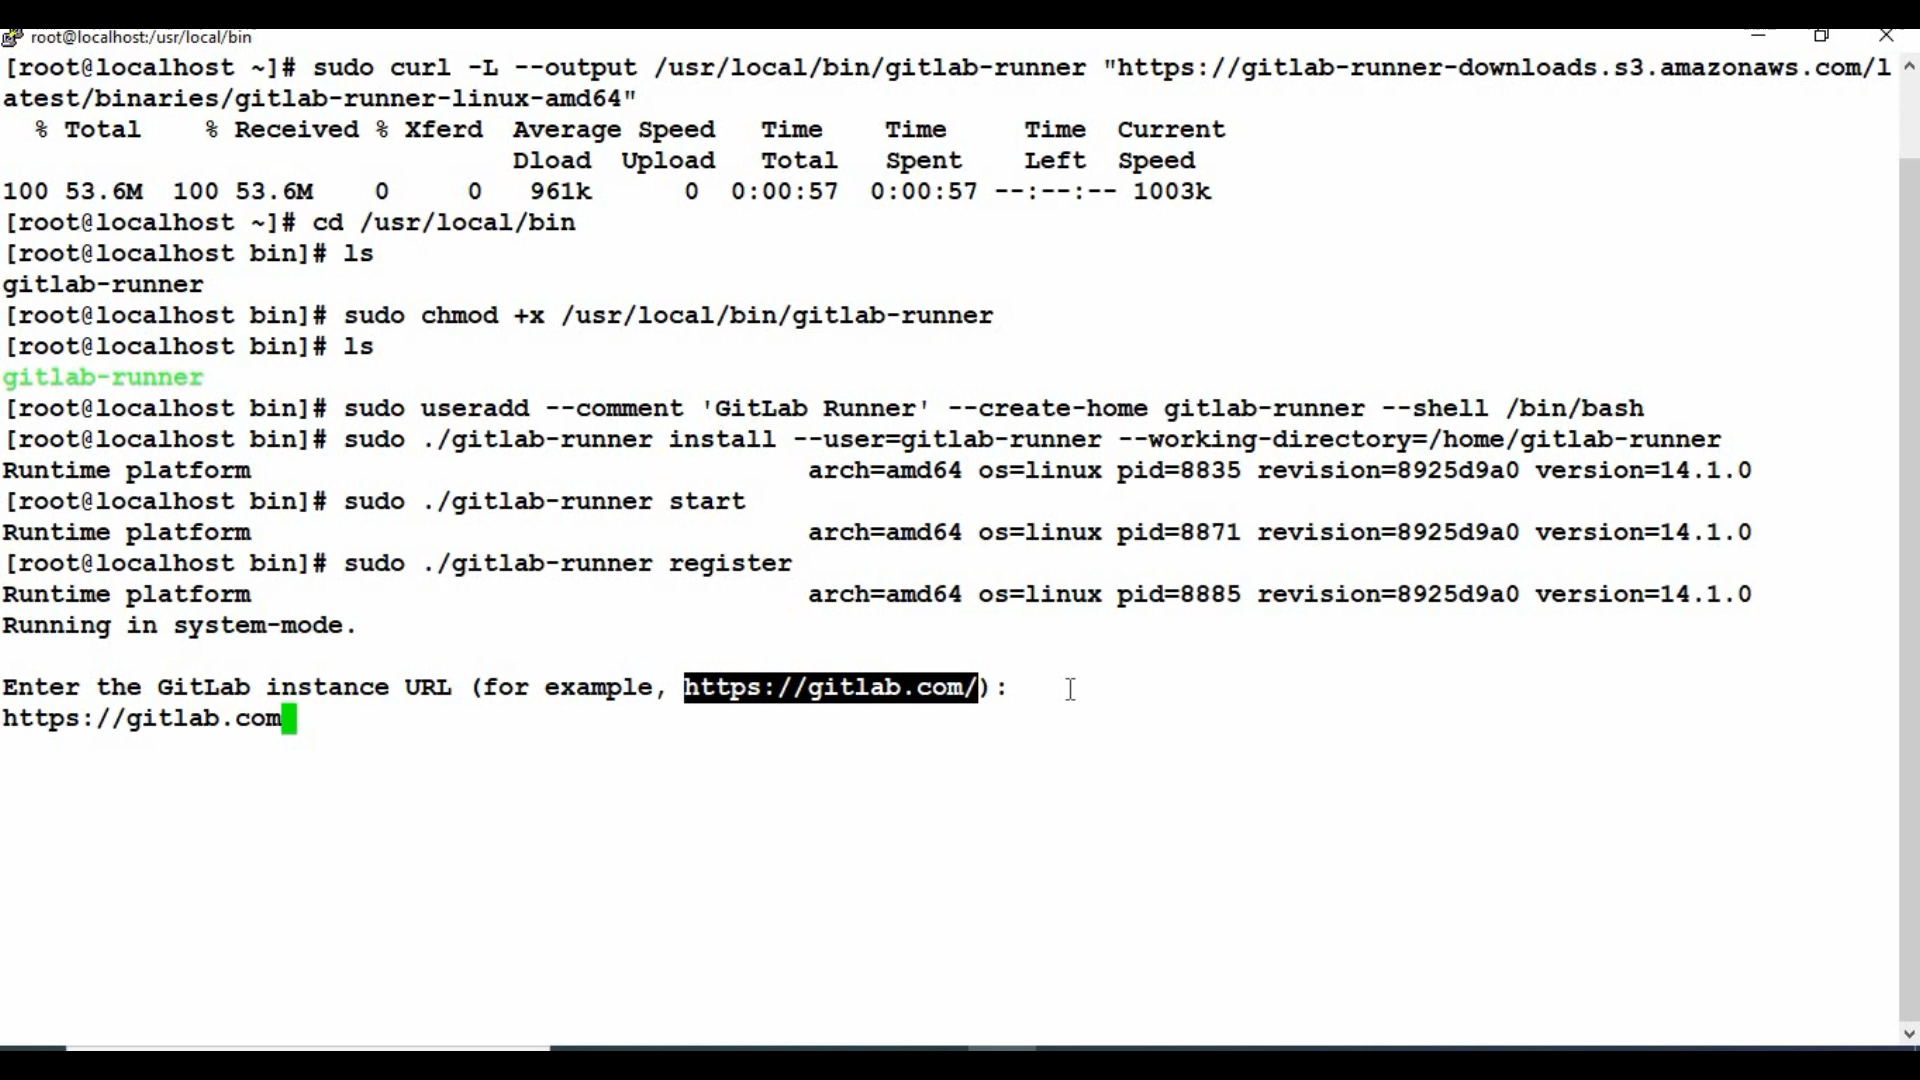 root@localhost:/usr/local/bin
[root@localhost ~]# sudo curl -L --output /usr/local/bin/gitlab-runner "https://gitlab-runner-downloads.s3.amazonaws.com/l
atest/binaries/gitlab-runner-linux-amd64"
% Total % Received % Xferd Average Speed Time Time Time Current
Dload Upload Total Spent Left Speed
100 53.6M 100 53.6M 0 0 961k 0 0:00:57 0:00:57 --:--:-- 1003k
[root@localhost ~]# cd /usr/local/bin
[root@localhost bin]# ls
gitlab-runner
[root@localhost bin]# sudo chmod +x /usr/local/bin/gitlab-runner
[root@localhost bin]# ls
gitlab-runner
[root@localhost bin]# sudo useradd --comment 'GitLab Runner' --create-home gitlab-runner --shell /bin/bash
[root@localhost bin]# sudo ./gitlab-runner install --user=gitlab-runner --working-directory=/home/gitlab-runner
Runtime platform arch=amd64 os=linux pid=8835 revision=8925d9a0 version=14.1.0
[root@localhost bin]# sudo ./gitlab-runner start
Runtime platform arch=amd64 os=linux pid=8871 revision=8925d9a0 version=14.1.0
[root@localhost bin]# sudo ./gitlab-runner register
Runtime platform arch=amd64 os=linux pid=8885 revision=8925d9a0 version=14.1.0
Running in system-mode.
Enter the GitLab instance URL (for example, https://gitlab.com/):
https://gitlab.com